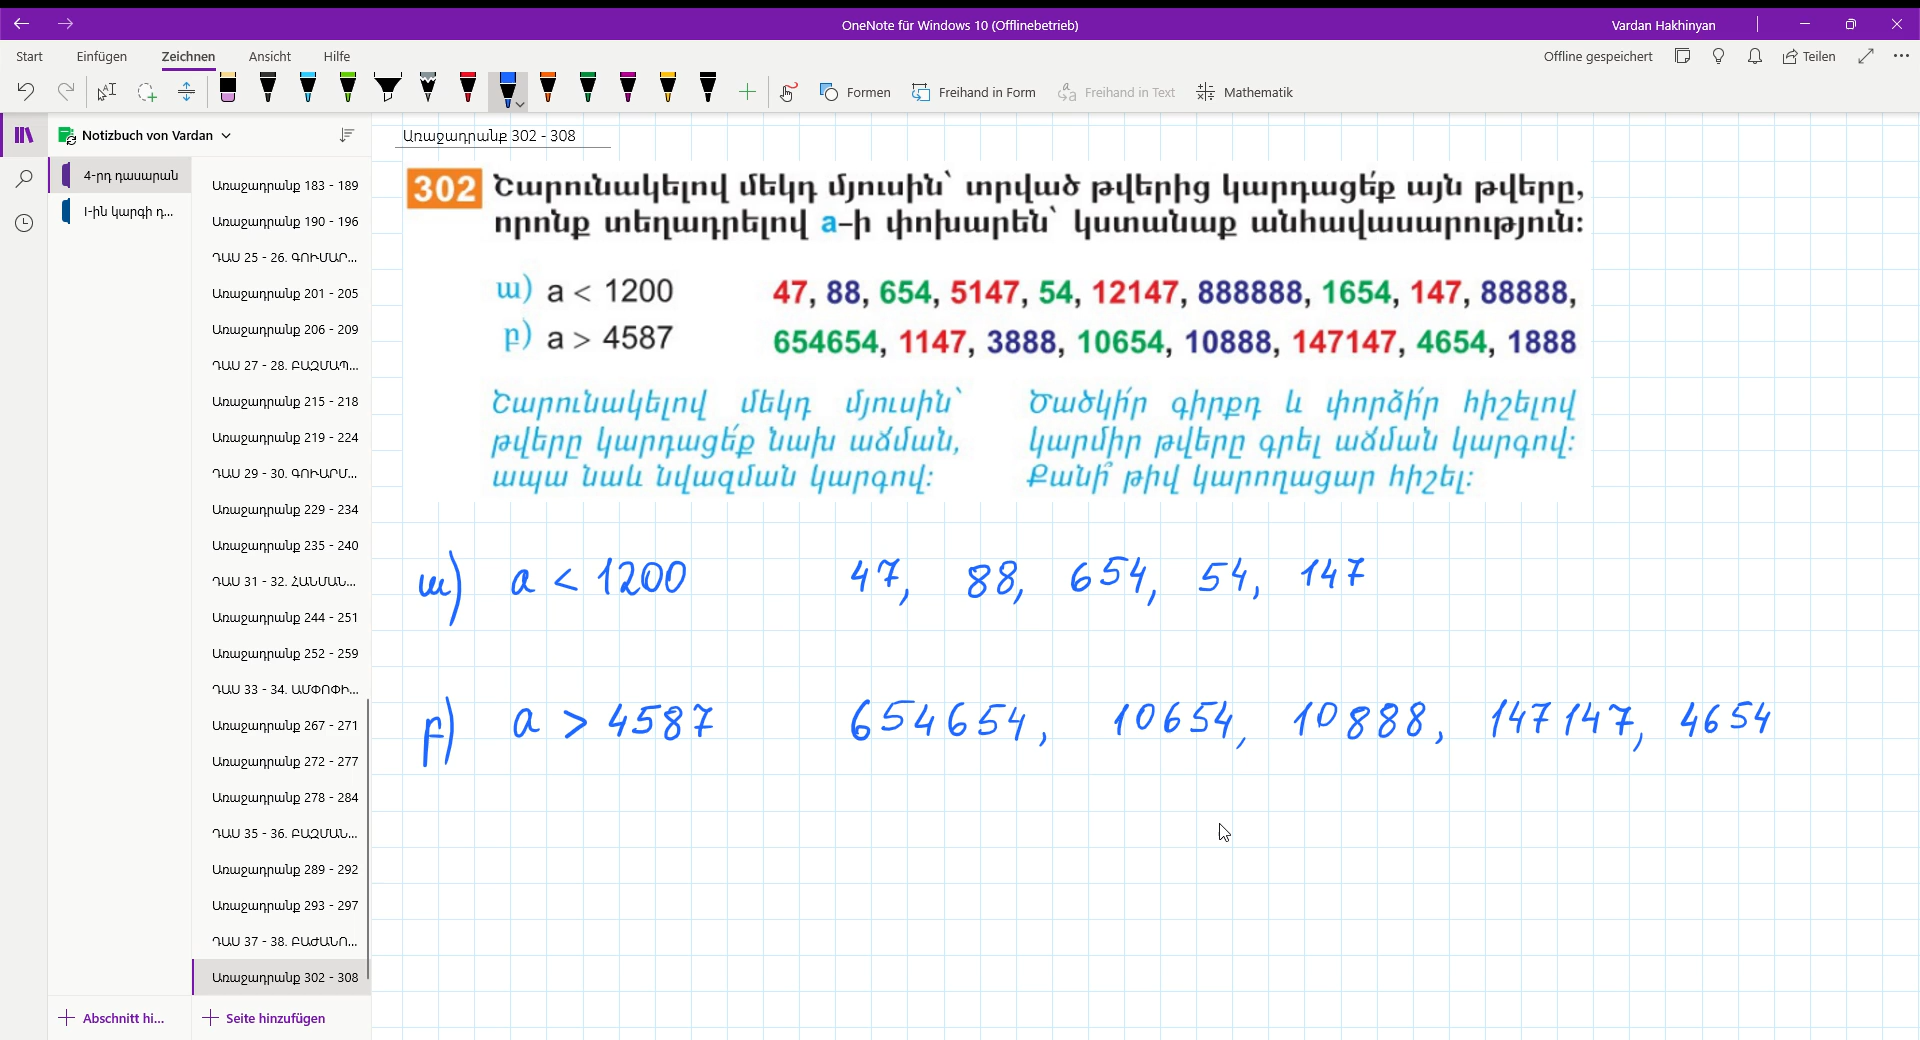 OneNote für Windows 10 (Offlinebetrieb)
Vardan Hakhinyan
Start Einfügen Zeichnen Ansicht Hilfe
Offline gespeichert Teilen
Formen Freihand in Form Freihand in Text Mathematik
Notizbuch von Vardan
4-րդ դասարան
I-ին կարգի դ...
Առաջադրանք 183 - 189
Առաջադրանք 190 - 196
ԴԱՍ 25 - 26. ԳՈՒՄԱՐ...
Առաջադրանք 201 - 205
Առաջադրանք 206 - 209
ԴԱՍ 27 - 28. ԲԱԶՄԱՊ...
Առաջադրանք 215 - 218
Առաջադրանք 219 - 224
ԴԱՍ 29 - 30. ԳՈՒԱՐՄ...
Առաջադրանք 229 - 234
Առաջադրանք 235 - 240
ԴԱՍ 31 - 32. ՀԱՆՄԱՆ...
Առաջադրանք 244 - 251
Առաջադրանք 252 - 259
ԴԱՍ 33 - 34. ԱՄՓՈՓԻ...
Առաջադրանք 267 - 271
Առաջադրանք 272 - 277
Առաջադրանք 278 - 284
ԴԱՍ 35 - 36. ԲԱԶՄԱՆ...
Առաջադրանք 289 - 292
Առաջադրանք 293 - 297
ԴԱՍ 37 - 38. ԲԱԺԱՆՈ...
Առաջադրանք 302 - 308
Abschnitt hi...
Seite hinzufügen
Առաջադրանք 302 - 308
302 Շարունակելով մեկդ մյուսին՝ տրված թվերից կարդացե՛ք այն թվերը,
որոնք տեղադրելով a–ի փոխարեն՝ կստանաք անհավասարություն:
ա) a < 1200 47, 88, 654, 5147, 54, 12147, 888888, 1654, 147, 88888,
բ) a > 4587 654654, 1147, 3888, 10654, 10888, 147147, 4654, 1888
Շարունակելով մեկդ մյուսին՝
թվերը կարդացե՛ք նախ աճման,
ապա նաև նվազման կարգով:
Ծածկի՛ր գիրքդ և փորձի՛ր հիշելով
կարմիր թվերը գրել աճման կարգով:
Քանի՞ թիվ կարողացար հիշել:
ա) a < 1200 47, 88, 654, 54, 147
բ) a > 4587 654654, 10654, 10888, 147147, 4654